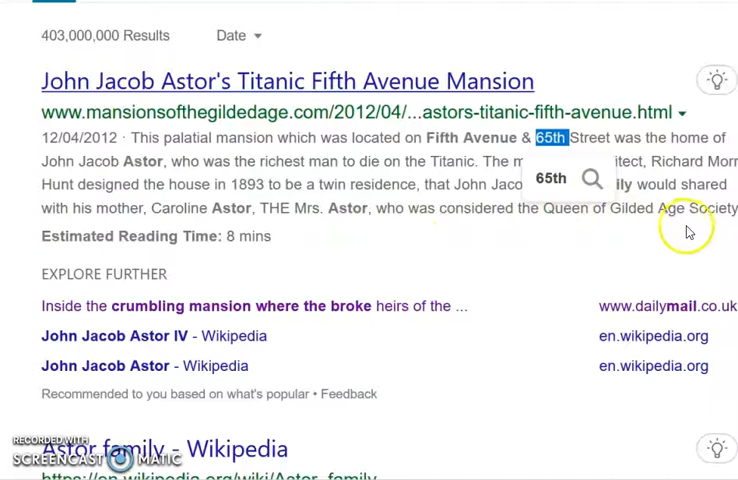 403,000,000 Results Date
John Jacob Astor's Titanic Fifth Avenue Mansion
www.mansionsofthegildedage.com/2012/04/...astors-titanic-fifth-avenue.html
12/04/2012 · This palatial mansion which was located on Fifth Avenue & 65th Street was the home of
John Jacob Astor, who was the richest man to die on the Titanic. The Richard
Hunt designed the house in 1893 to be a twin residence, that John would shared
65th
with his mother, Caroline Astor, THE Mrs. Astor, who was considered the Queen of Gilded Age Society
Estimated Reading Time: 8 mins
EXPLORE FURTHER
Inside the crumbling mansion where the broke heirs of the ... www.dailymail.co.uk
John Jacob Astor IV - Wikipedia en.wikipedia.org
John Jacob Astor - Wikipedia en.wikipedia.org
Recommended to you based on what's popular • Feedback
Astor family - Wikipedia
RECORDED WITH
SCREENCAST MATIC
https://en.wikipedia.org/wiki/Astor_family